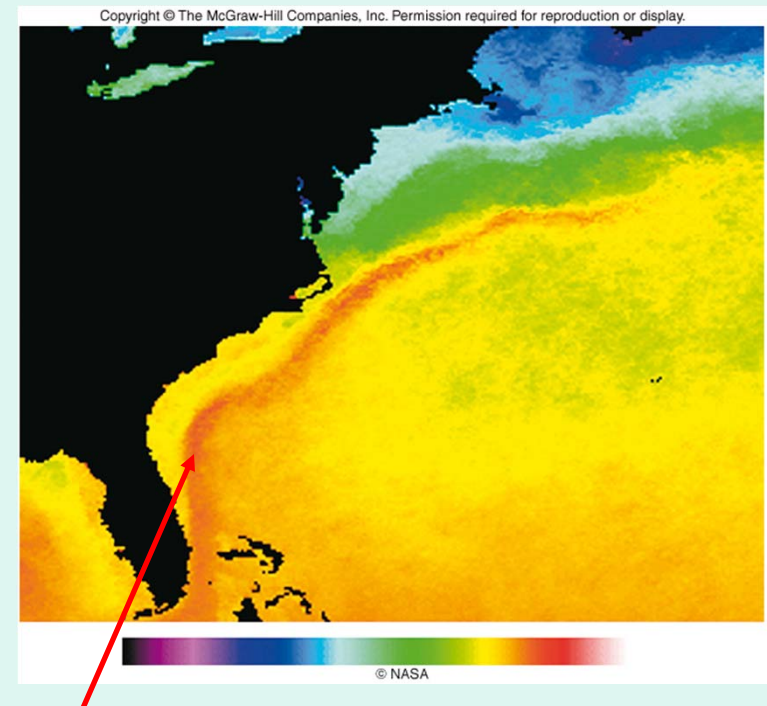 Copyright © The McGraw-Hill Companies, Inc. Permission required for reproduction or display.
© NASA